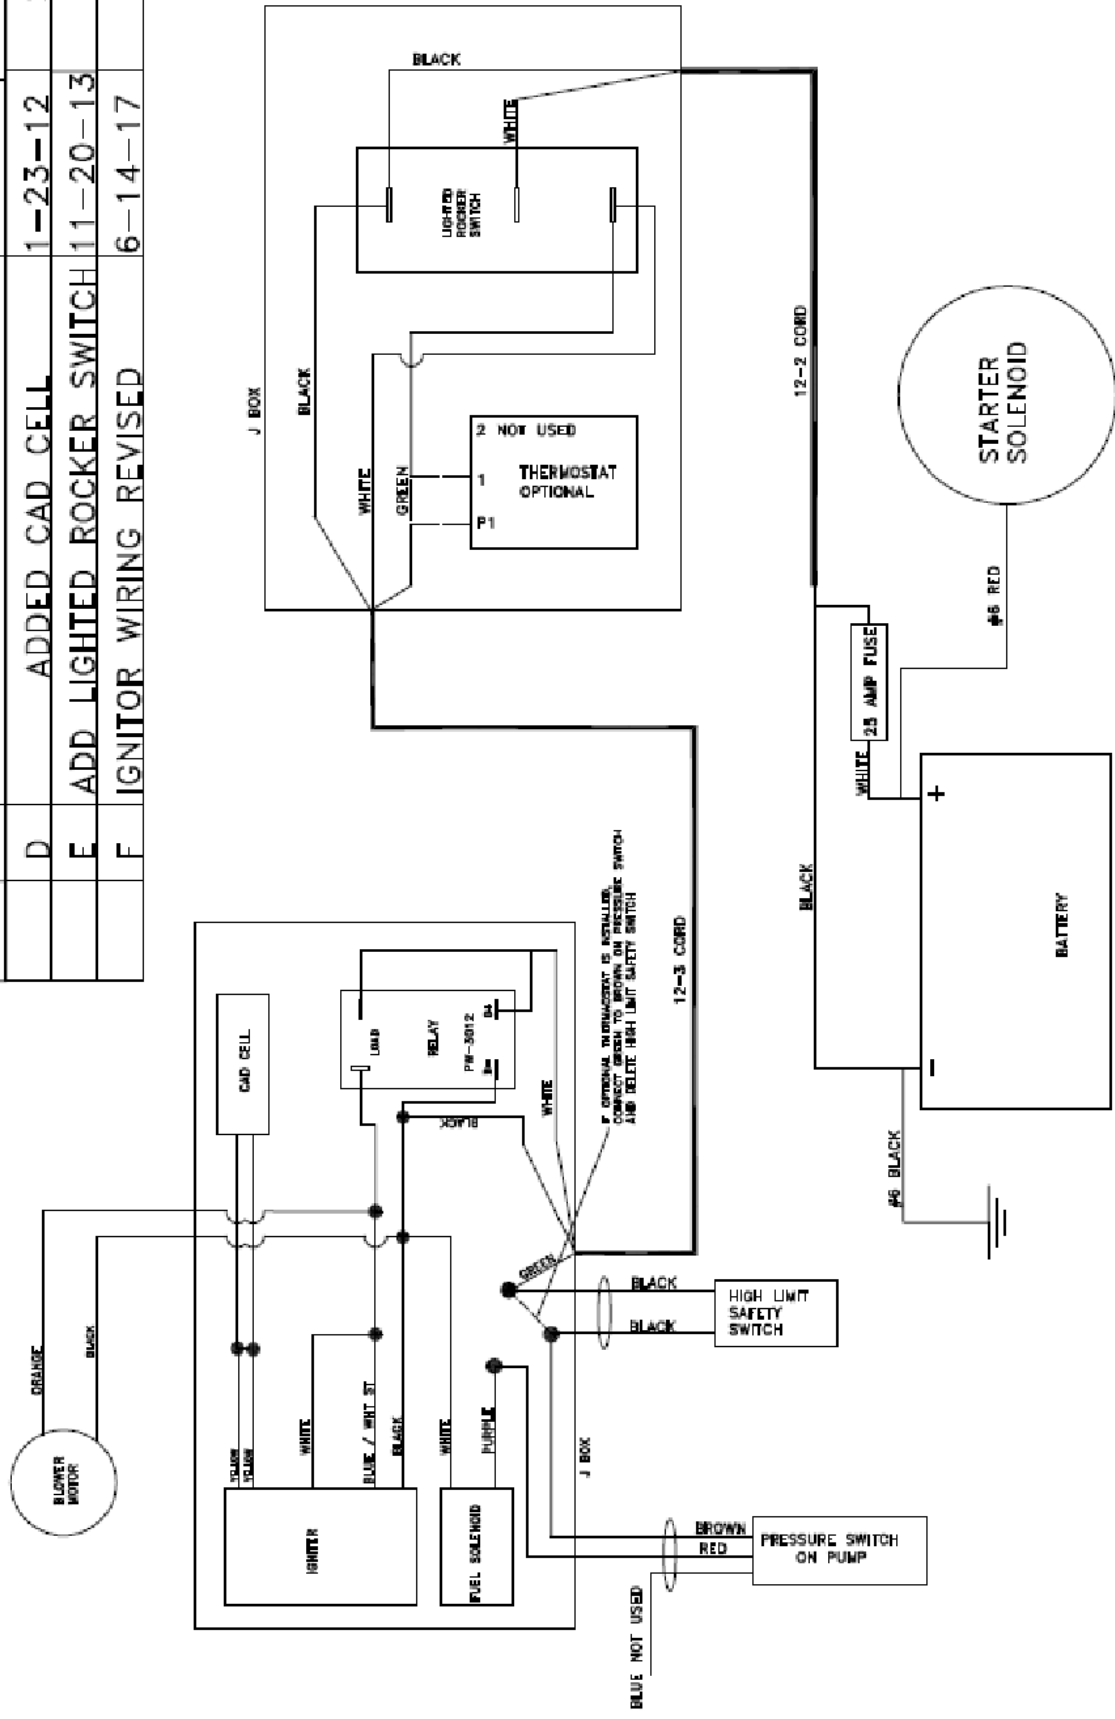 D ADDED CAD CELL 1-23-12
E ADD LIGHTED ROCKER SWITCH 11-20-13
F IGNITOR WIRING REVISED 6-14-17
BLACK
WHITE
LIGHTED
ROCKER
SWITCH
J BOX
BLACK
WHITE
GREEN
2 NOT USED
1
THERMOSTAT
OPTIONAL
P1
12-2 CORD
STARTER
SOLENOID
#6 RED
25 AMP FUSE
WHITE
+
BLACK
BATTERY
-
#6 BLACK
12-3 CORD
IF OPTIONAL THERMOSTAT IS INSTALLED,
CONNECT GREEN TO BROWN ON PRESSURE SWITCH
AND DELETE HIGH LIMIT SAFETY SWITCH
CAD CELL
LOAD
RELAY
PM-3012
BLACK
WHITE
GREEN
BLACK
BLACK
HIGH LIMIT
SAFETY
SWITCH
ORANGE
BLACK
BLOWER
MOTOR
YELLOW
YELLOW
WHITE
BLUE / WHT ST
BLACK
WHITE
PURPLE
IGNITER
FUEL SOLENOID
J BOX
BROWN
RED
PRESSURE SWITCH
ON PUMP
BLUE NOT USED